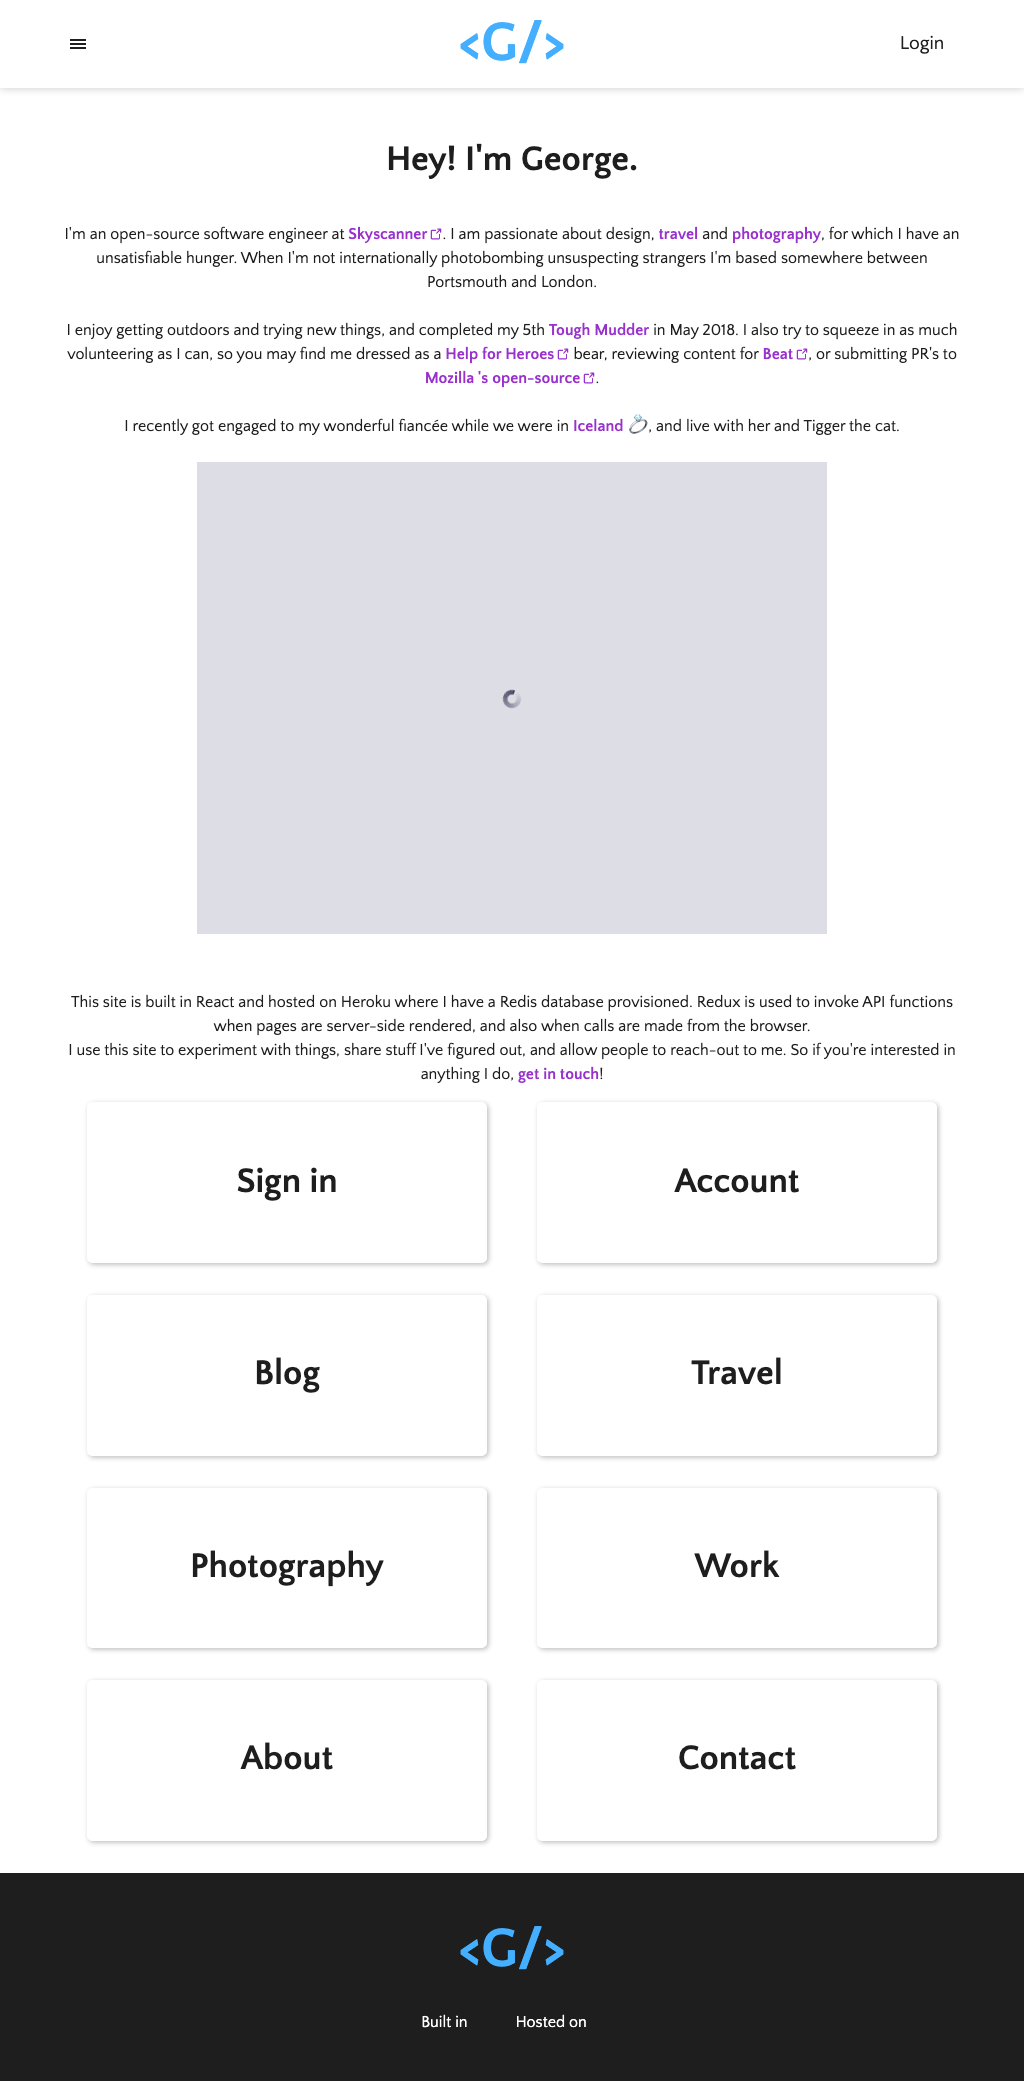 <G/>
Login
Hey! I'm George.
I'm an open-source software engineer at Skyscanner. I am passionate about design, travel and photography, for which I have an
unsatisfiable hunger. When I'm not internationally photobombing unsuspecting strangers I'm based somewhere between
Portsmouth and London.
I enjoy getting outdoors and trying new things, and completed my 5th Tough Mudder in May 2018. I also try to squeeze in as much
volunteering as I can, so you may find me dressed as a Help for Heroes bear, reviewing content for Beat, or submitting PR's to
Mozilla 's open-source.
I recently got engaged to my wonderful fiancée while we were in Iceland 💍, and live with her and Tigger the cat.
This site is built in React and hosted on Heroku where I have a Redis database provisioned. Redux is used to invoke API functions
when pages are server-side rendered, and also when calls are made from the browser.
I use this site to experiment with things, share stuff I've figured out, and allow people to reach-out to me. So if you're interested in
anything I do, get in touch!
Sign in
Account
Blog
Travel
Photography
Work
About
Contact
<G/>
Built in
Hosted on